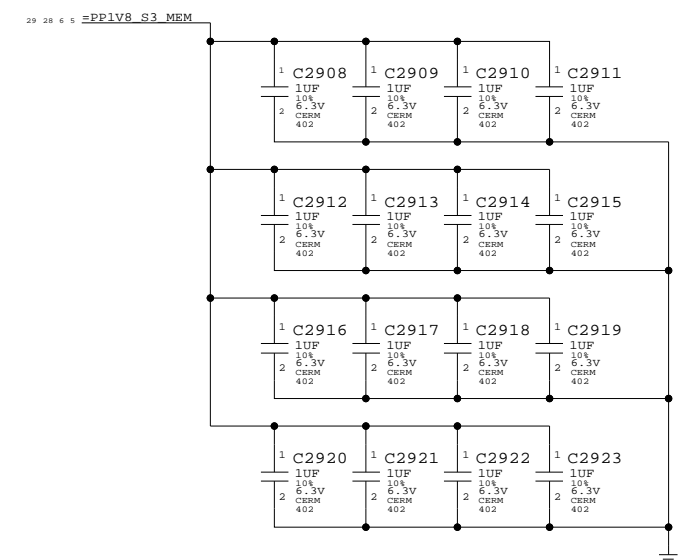 29 28 6 5 =PP1V8_S3_MEM
1 C2908 1 C2909 1 C2910 1 C2911
1UF 1UF 1UF 1UF
10% 10% 10% 10%
2 6.3V 2 6.3V 2 6.3V 2 6.3V
CERM CERM CERM CERM
402 402 402 402
1 C2912 1 C2913 1 C2914 1 C2915
1UF 1UF 1UF 1UF
10% 10% 10% 10%
2 6.3V 2 6.3V 2 6.3V 2 6.3V
CERM CERM CERM CERM
402 402 402 402
1 C2916 1 C2917 1 C2918 1 C2919
1UF 1UF 1UF 1UF
10% 10% 10% 10%
2 6.3V 2 6.3V 2 6.3V 2 6.3V
CERM CERM CERM CERM
402 402 402 402
1 C2920 1 C2921 1 C2922 1 C2923
1UF 1UF 1UF 1UF
10% 10% 10% 10%
2 6.3V 2 6.3V 2 6.3V 2 6.3V
CERM CERM CERM CERM
402 402 402 402